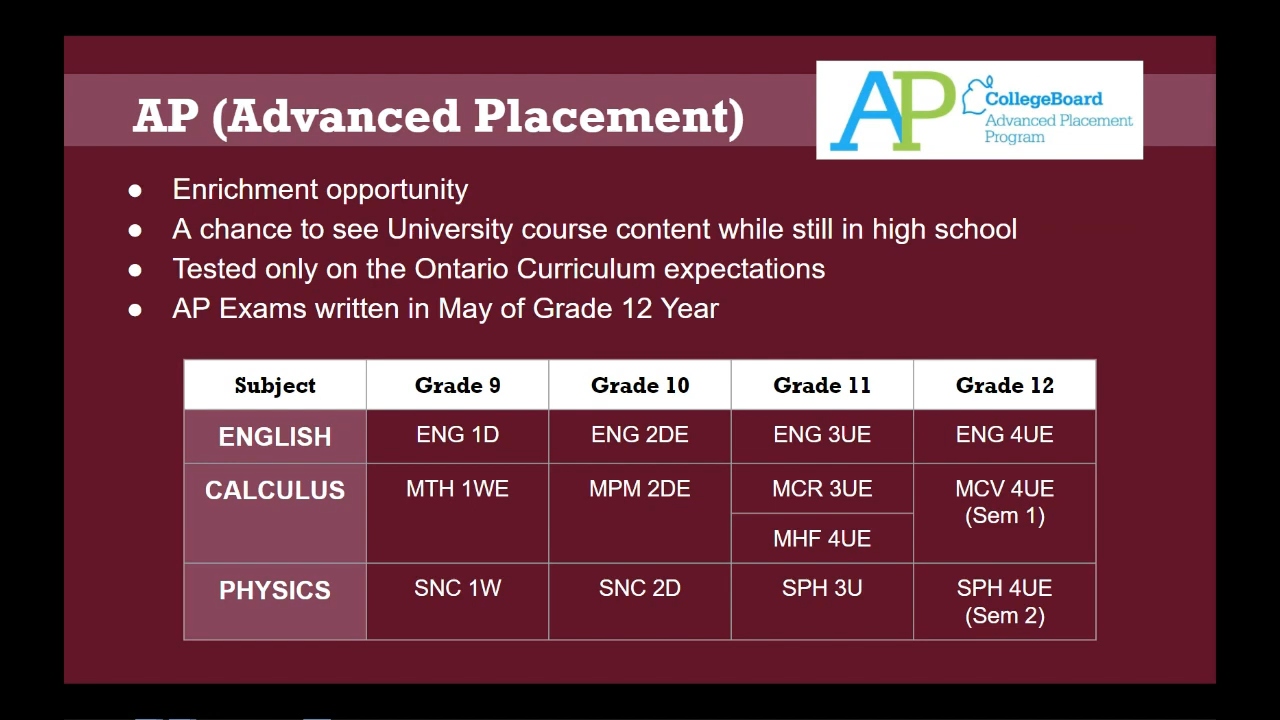 AP (Advanced Placement)
AP CollegeBoard
Advanced Placement
Program
● Enrichment opportunity
● A chance to see University course content while still in high school
● Tested only on the Ontario Curriculum expectations
● AP Exams written in May of Grade 12 Year
Subject Grade 9 Grade 10 Grade 11 Grade 12
ENGLISH ENG 1D ENG 2DE ENG 3UE ENG 4UE
CALCULUS MTH 1WE MPM 2DE MCR 3UE MCV 4UE
(Sem 1)
MHF 4UE
PHYSICS SNC 1W SNC 2D SPH 3U SPH 4UE
(Sem 2)